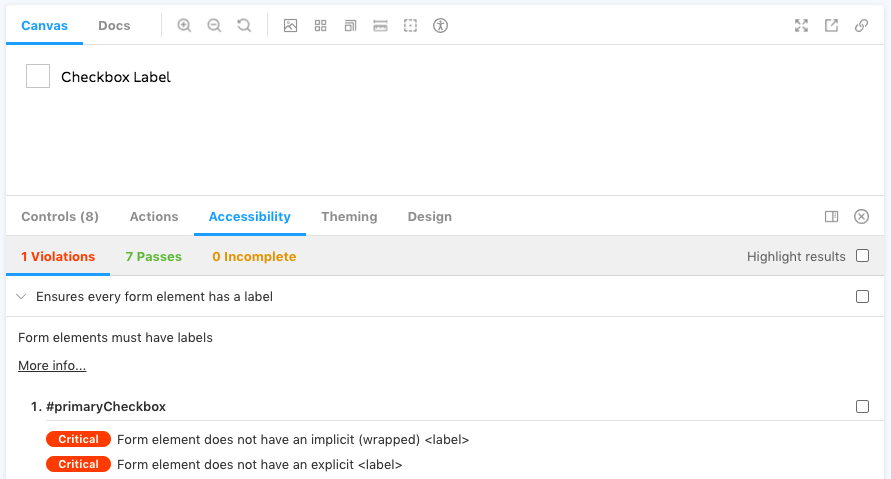 Canvas Docs
Checkbox Label
Controls (8) Actions Accessibility Theming Design
1 Violations 7 Passes 0 Incomplete Highlight results
Ensures every form element has a label
Form elements must have labels
More info...
1. #primaryCheckbox
Critical Form element does not have an implicit (wrapped) <label>
Critical Form element does not have an explicit <label>